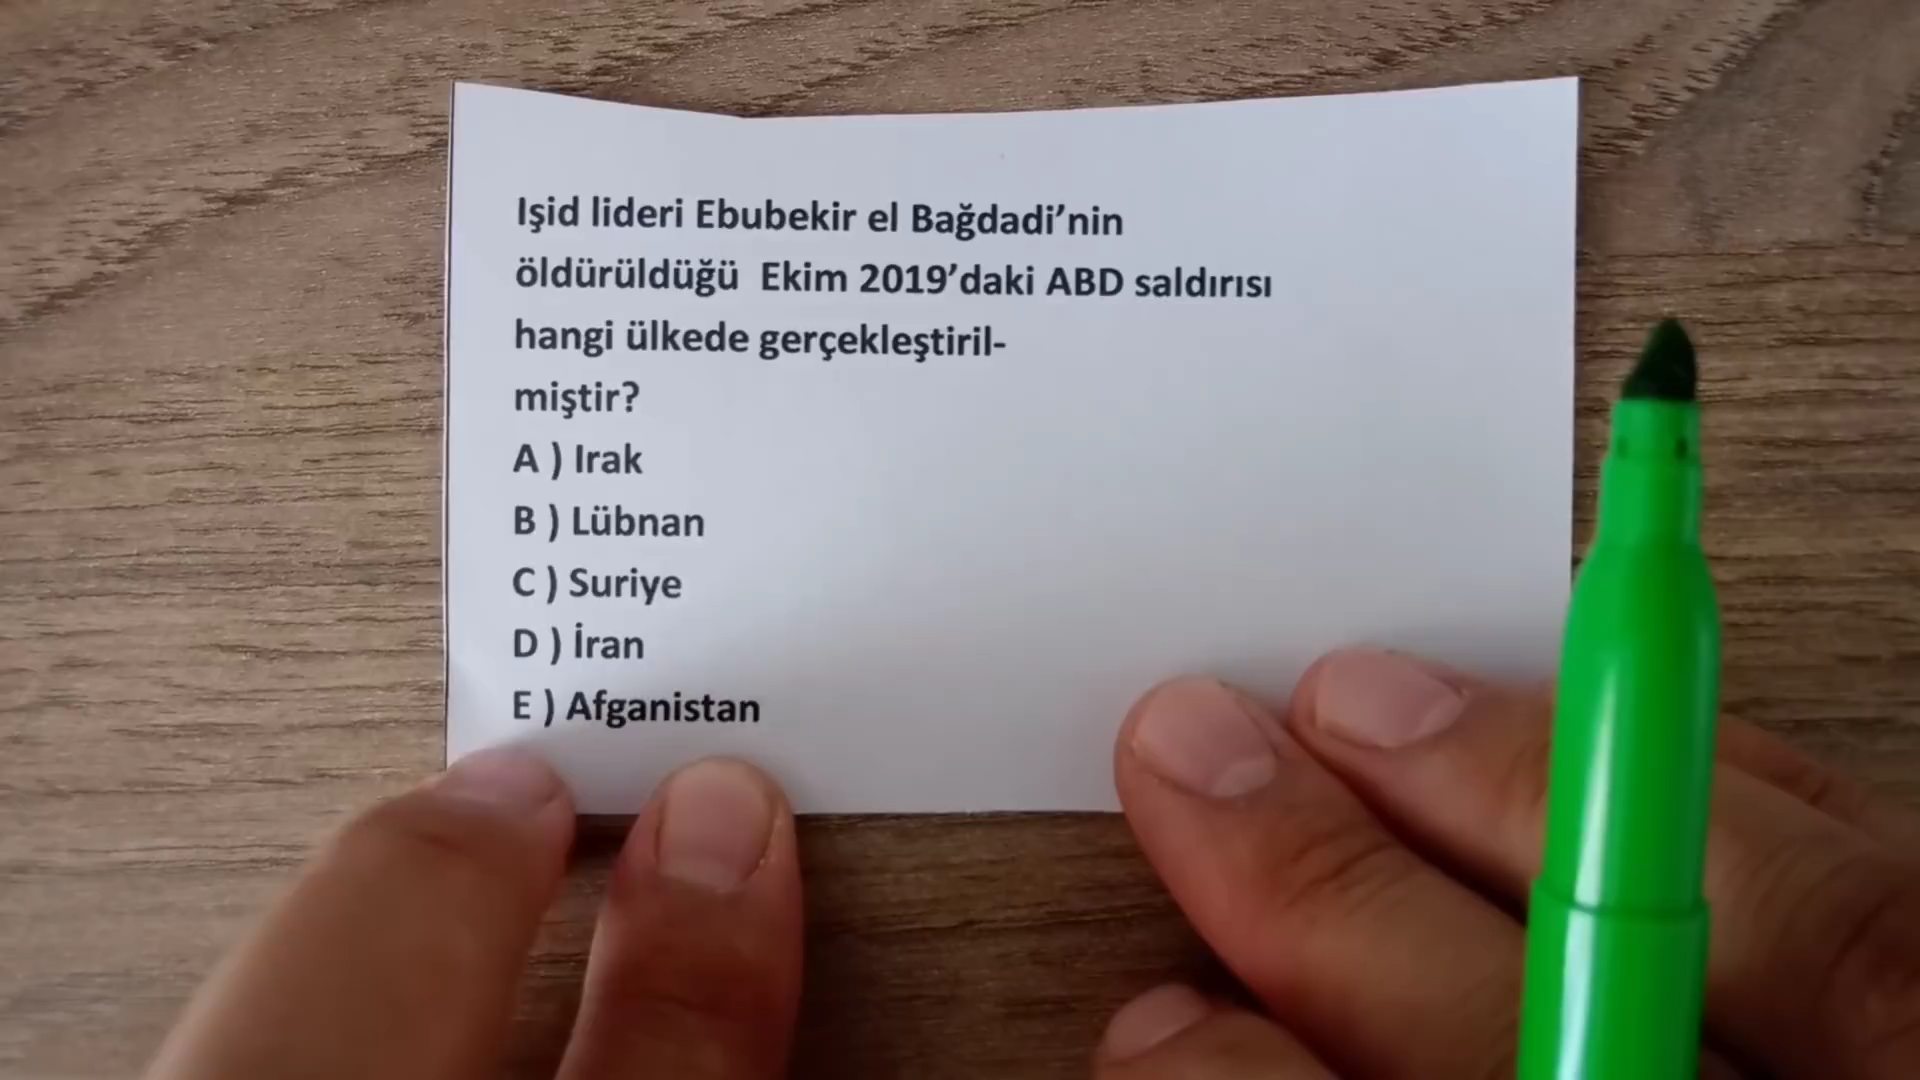 Işid lideri Ebubekir el Bağdadi’nin
öldürüldüğü  Ekim 2019’daki ABD saldırısı
hangi ülkede gerçekleştiril-
miştir?
A ) Irak
B ) Lübnan
C ) Suriye
D ) İran
E ) Afganistan